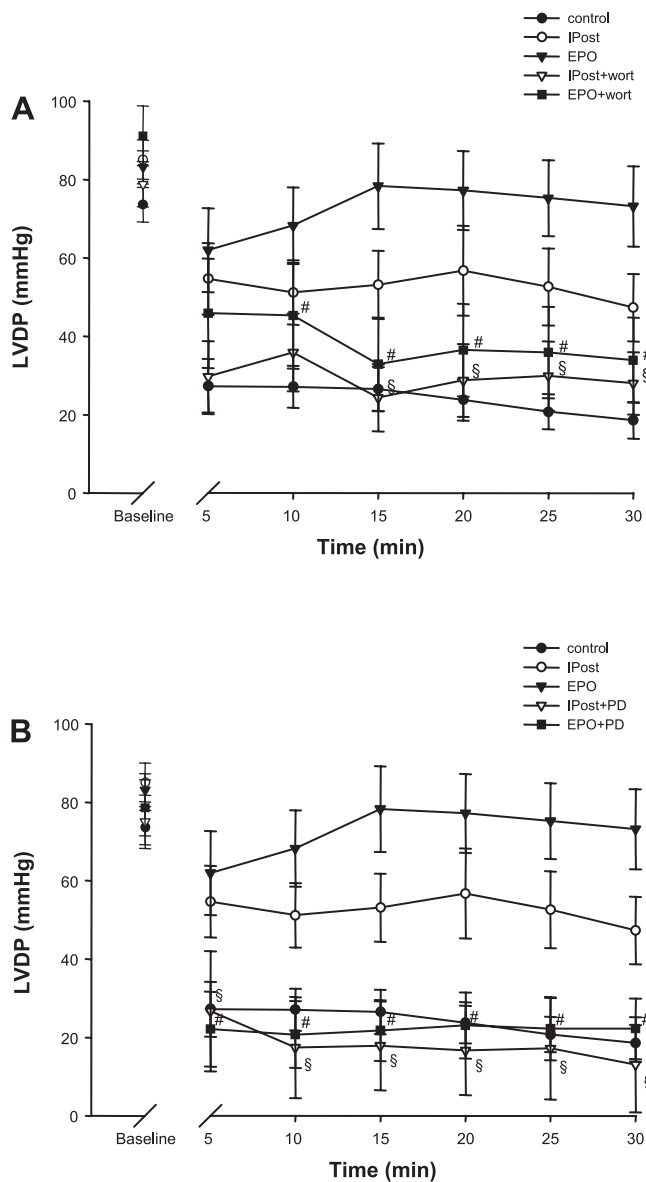 control
IPost
EPO
IPost+wort
EPO+wort
A
100
80
60
40
20
0
LVDP (mmHg)
# # # # #
§ § § §
Baseline 5 10 15 20 25 30
Time (min)
control
IPost
EPO
IPost+PD
EPO+PD
B
100
80
60
40
20
0
LVDP (mmHg)
§
# # # # #
§ § § § §
Baseline 5 10 15 20 25 30
Time (min)